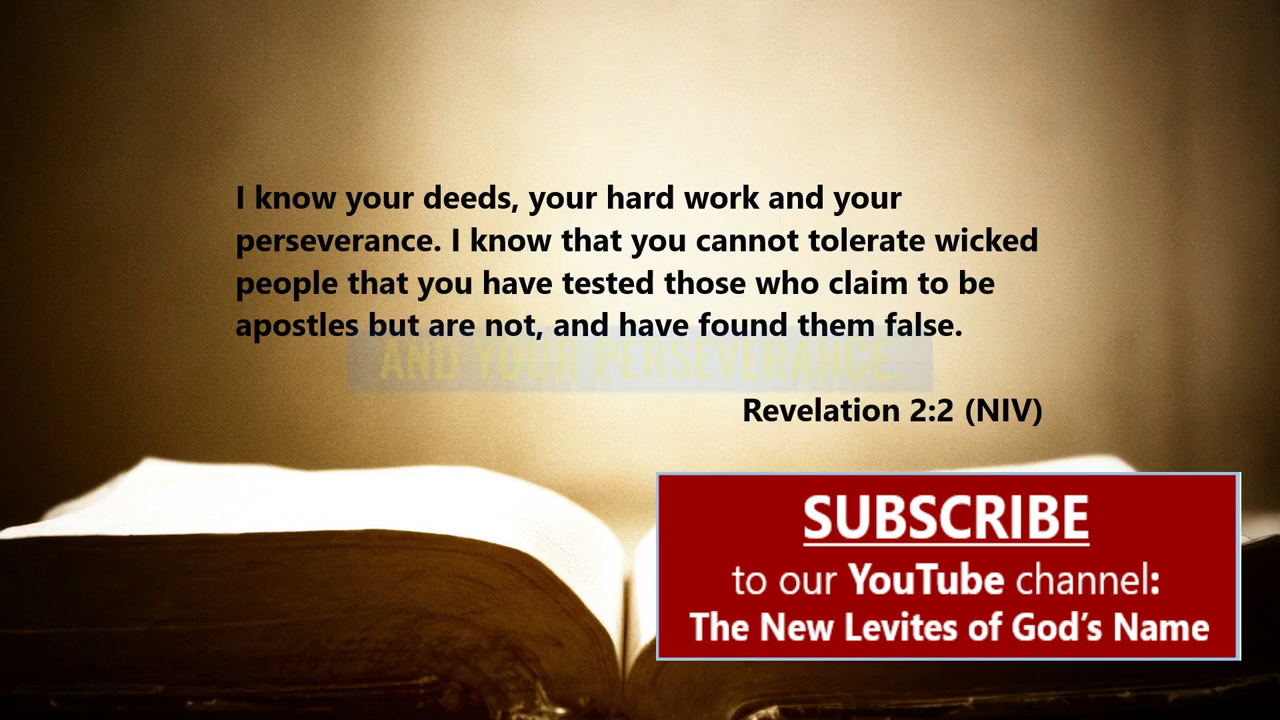 I know your deeds, your hard work and your
perseverance. I know that you cannot tolerate wicked
people that you have tested those who claim to be
apostles but are not, and have found them false.
AND YOUR PERSEVERANCE.
Revelation 2:2 (NIV)
SUBSCRIBE
to our YouTube channel:
The New Levites of God's Name